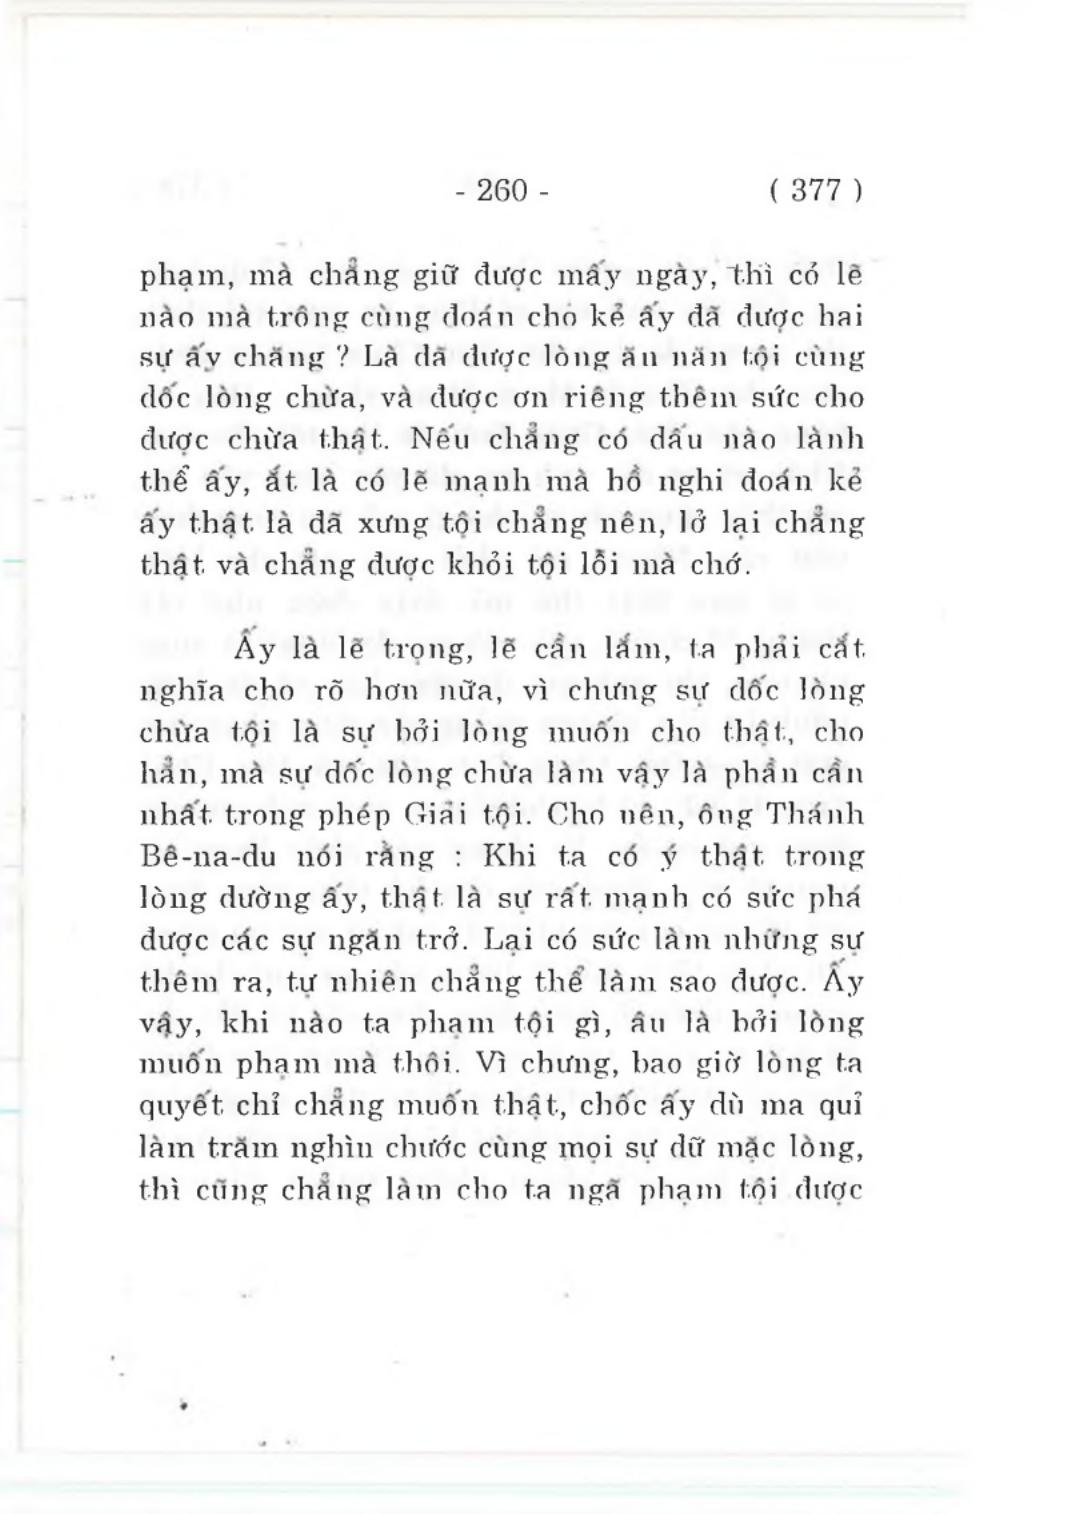 - 260 - ( 377 )
phạm, mà chẳng giữ được mấy ngày, thì có lẽ
nào mà trông cùng đoán cho kẻ ấy đã được hai
sự ấy chăng ? Là đã được lòng ăn năn tội cùng
dốc lòng chừa, và được ơn riêng thêm sức cho
được chừa thật. Nếu chẳng có dấu nào lành
thể ấy, ắt là có lẽ mạnh mà hồ nghi đoán kẻ
ấy thật là đã xưng tội chẳng nên, lở lại chẳng
thật và chẳng được khỏi tội lỗi mà chớ.
Ấy là lẽ trọng, lẽ cần lắm, ta phải cắt
nghĩa cho rõ hơn nữa, vì chưng sự dốc lòng
chừa tội là sự bởi lòng muốn cho thật, cho
hẳn, mà sự dốc lòng chừa làm vậy là phần cần
nhất trong phép Giải tội. Cho nên, ông Thánh
Bê-na-du nói rằng : Khi ta có ý thật trong
lòng dường ấy, thật là sự rất mạnh có sức phá
được các sự ngăn trở. Lại có sức làm những sự
thêm ra, tự nhiên chẳng thể làm sao được. Ấy
vậy, khi nào ta phạm tội gì, âu là bởi lòng
muốn phạm mà thôi. Vì chưng, bao giờ lòng ta
quyết chỉ chẳng muốn thật, chốc ấy dù ma quỉ
làm trăm nghìn chước cùng mọi sự dữ mặc lòng,
thì cũng chẳng làm cho ta ngã phạm tội được